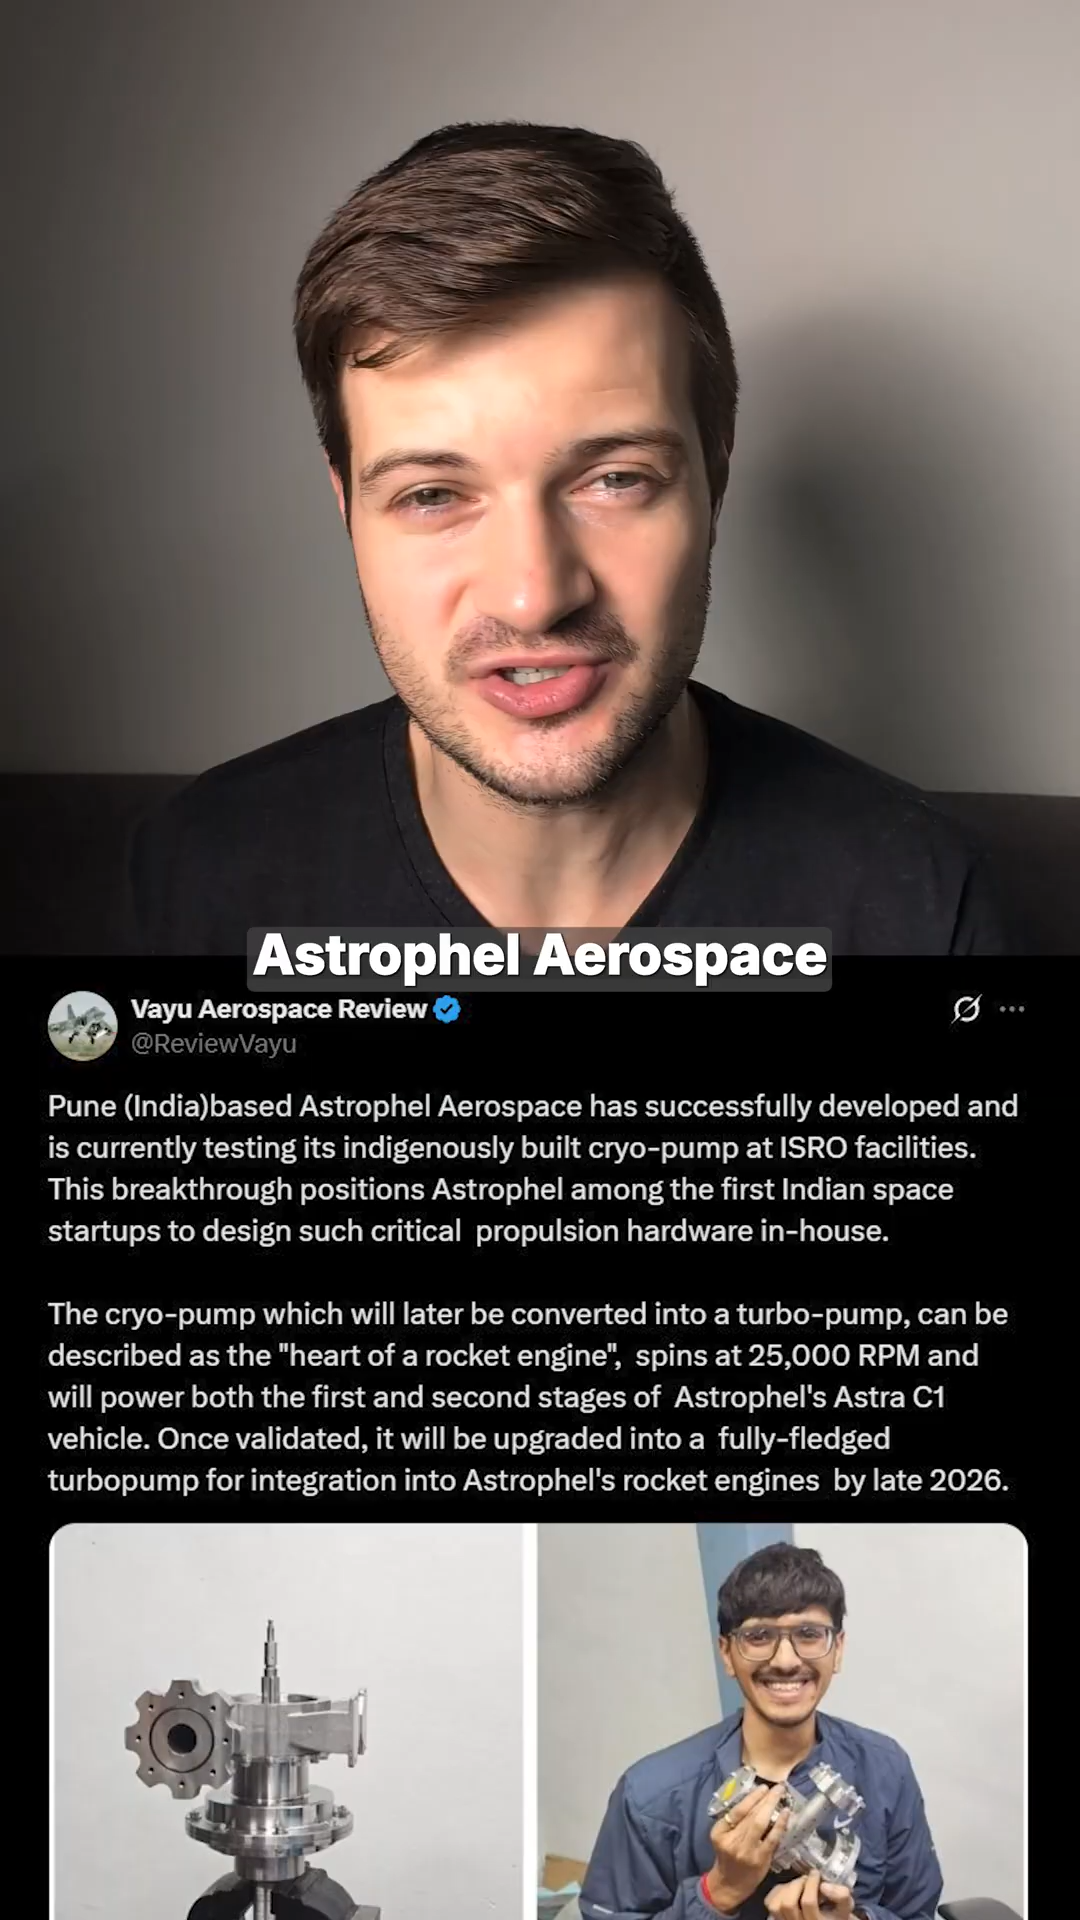 Astrophel Aerospace
Vayu Aerospace Review
@ReviewVayu
Pune (India)based Astrophel Aerospace has successfully developed and
is currently testing its indigenously built cryo-pump at ISRO facilities.
This breakthrough positions Astrophel among the first Indian space
startups to design such critical  propulsion hardware in-house.
The cryo-pump which will later be converted into a turbo-pump, can be
described as the "heart of a rocket engine",  spins at 25,000 RPM and
will power both the first and second stages of  Astrophel's Astra C1
vehicle. Once validated, it will be upgraded into a  fully-fledged
turbopump for integration into Astrophel's rocket engines  by late 2026.